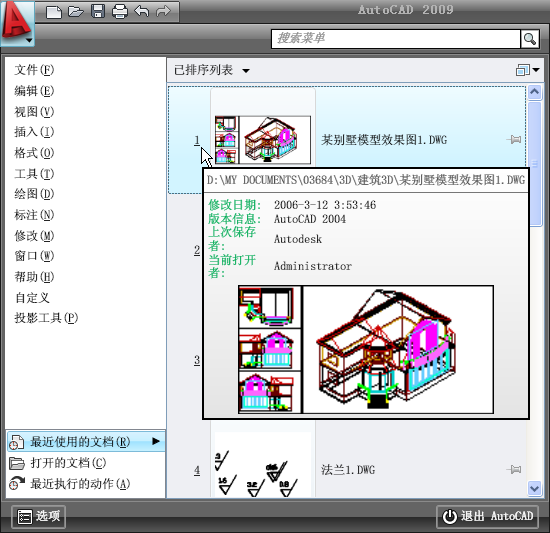 AutoCAD 2009
搜索菜单
文件(F)
编辑(E)
视图(V)
插入(I)
格式(O)
工具(T)
绘图(D)
标注(N)
修改(M)
窗口(W)
帮助(H)
自定义
投影工具(P)
最近使用的文档(R)
打开的文档(C)
最近执行的动作(A)
已排序列表
1
某别墅模型效果图1.DWG
D:\MY DOCUMENTS\03684\3D\建筑3D\某别墅模型效果图1.DWG
修改日期: 2006-3-12 3:53:46
版本信息: AutoCAD 2004
上次保存者: Autodesk
当前打开者: Administrator
2
3
4
1.6
3.2
0.8
法兰1.DWG
选项
退出 AutoCAD